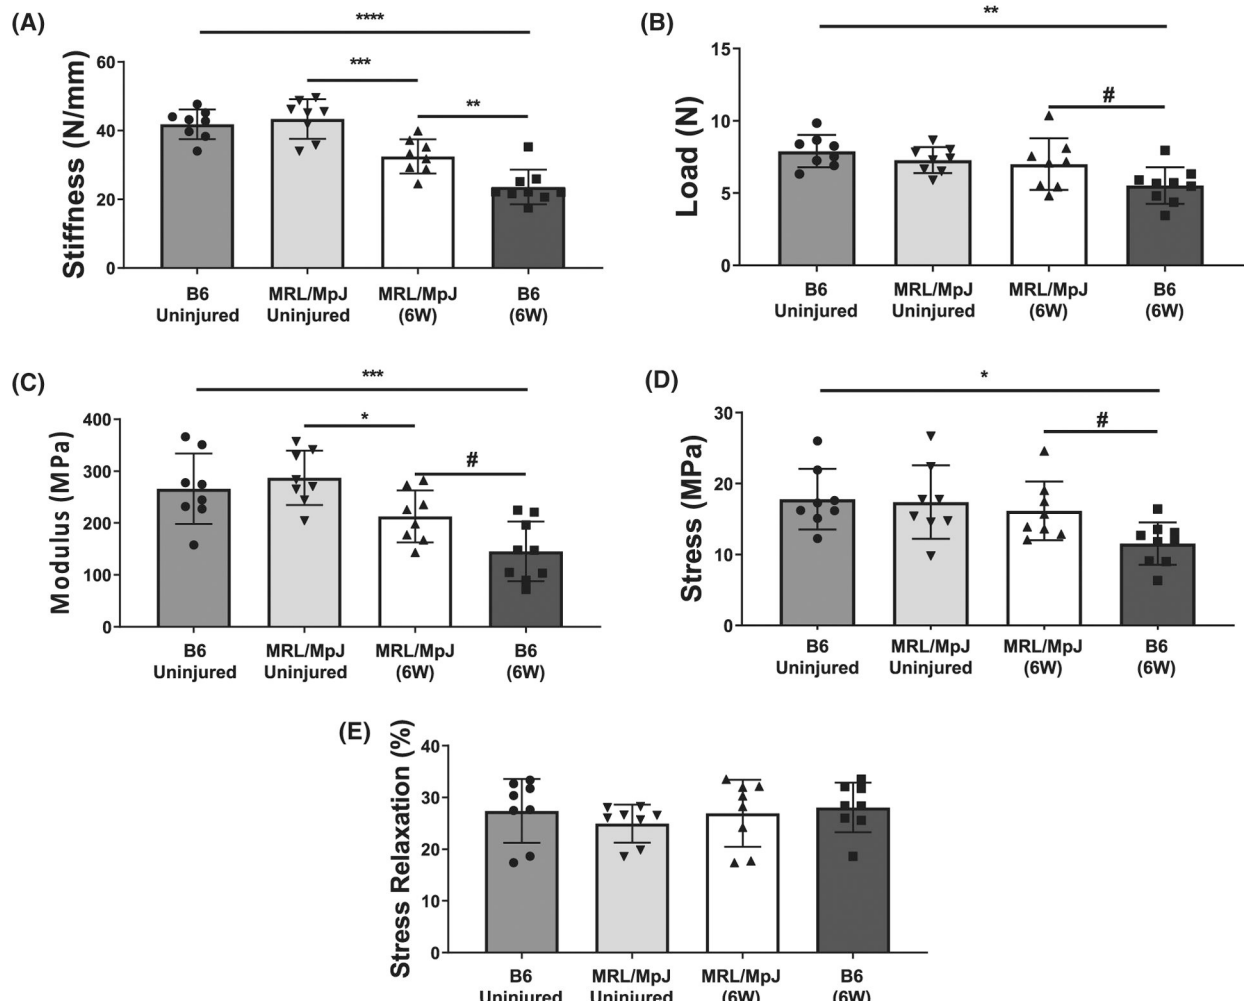 (A)
****
***
**
Stiffness (N/mm)
60
40
20
0
B6
Uninjured
MRL/MpJ
Uninjured
MRL/MpJ
(6W)
B6
(6W)
(B)
**
#
Load (N)
15
10
5
0
B6
Uninjured
MRL/MpJ
Uninjured
MRL/MpJ
(6W)
B6
(6W)
(C)
***
*
#
Modulus (MPa)
400
300
200
100
0
B6
Uninjured
MRL/MpJ
Uninjured
MRL/MpJ
(6W)
B6
(6W)
(D)
*
#
Stress (MPa)
30
20
10
0
B6
Uninjured
MRL/MpJ
Uninjured
MRL/MpJ
(6W)
B6
(6W)
(E)
Stress Relaxation (%)
40
30
20
10
0
B6
Uninjured
MRL/MpJ
Uninjured
MRL/MpJ
(6W)
B6
(6W)